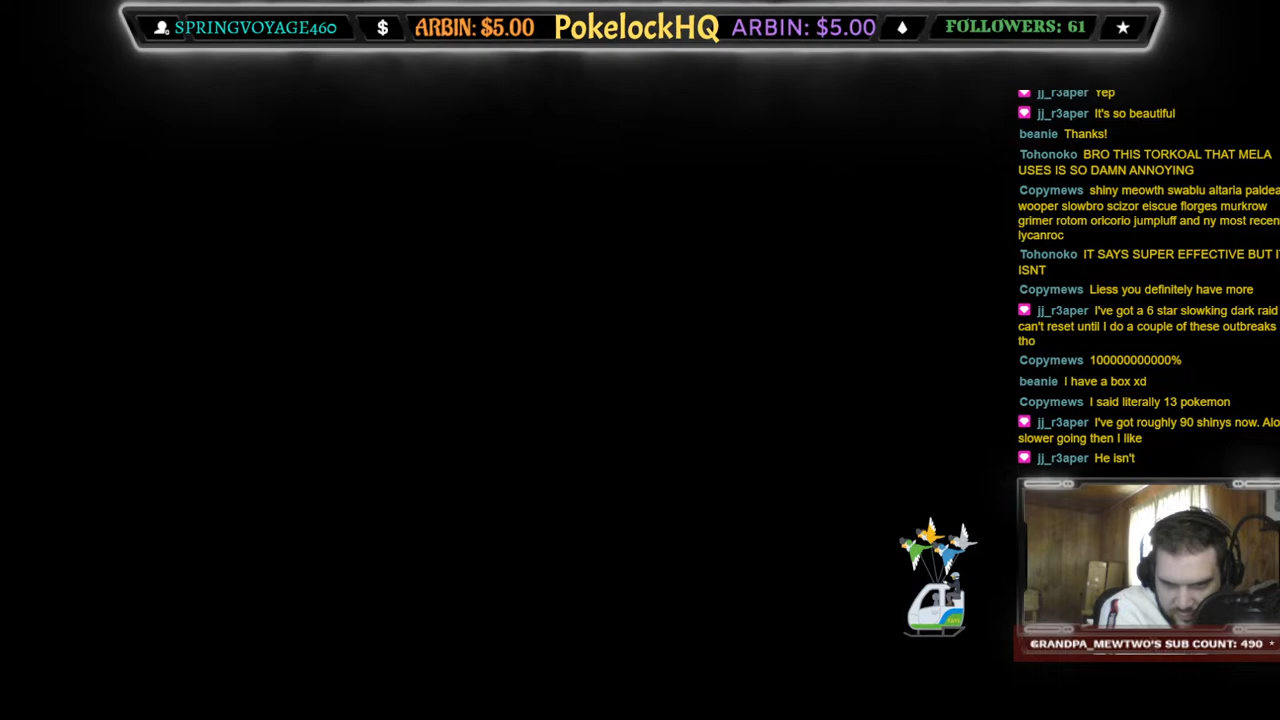 SPRINGVOYAGE460 $ ARBIN: $5.00 PokelockHQ ARBIN: $5.00 FOLLOWERS: 61
jj_r3aper Yep
jj_r3aper It's so beautiful
beanie Thanks!
Tohonoko BRO THIS TORKOAL THAT MELA
USES IS SO DAMN ANNOYING
Copymews shiny meowth swablu altaria paldea
wooper slowbro scizor eiscue florges murkrow
grimer rotom oricorio jumpluff and ny most recen
lycanroc
Tohonoko IT SAYS SUPER EFFECTIVE BUT I
ISNT
Copymews Liess you definitely have more
jj_r3aper I've got a 6 star slowking dark raid
can't reset until I do a couple of these outbreaks
tho
Copymews 100000000000%
beanie I have a box xd
Copymews I said literally 13 pokemon
jj_r3aper I've got roughly 90 shinys now. Alo
slower going then I like
jj_r3aper He isn't
GRANDPA_MEWTWO'S SUB COUNT: 490 *